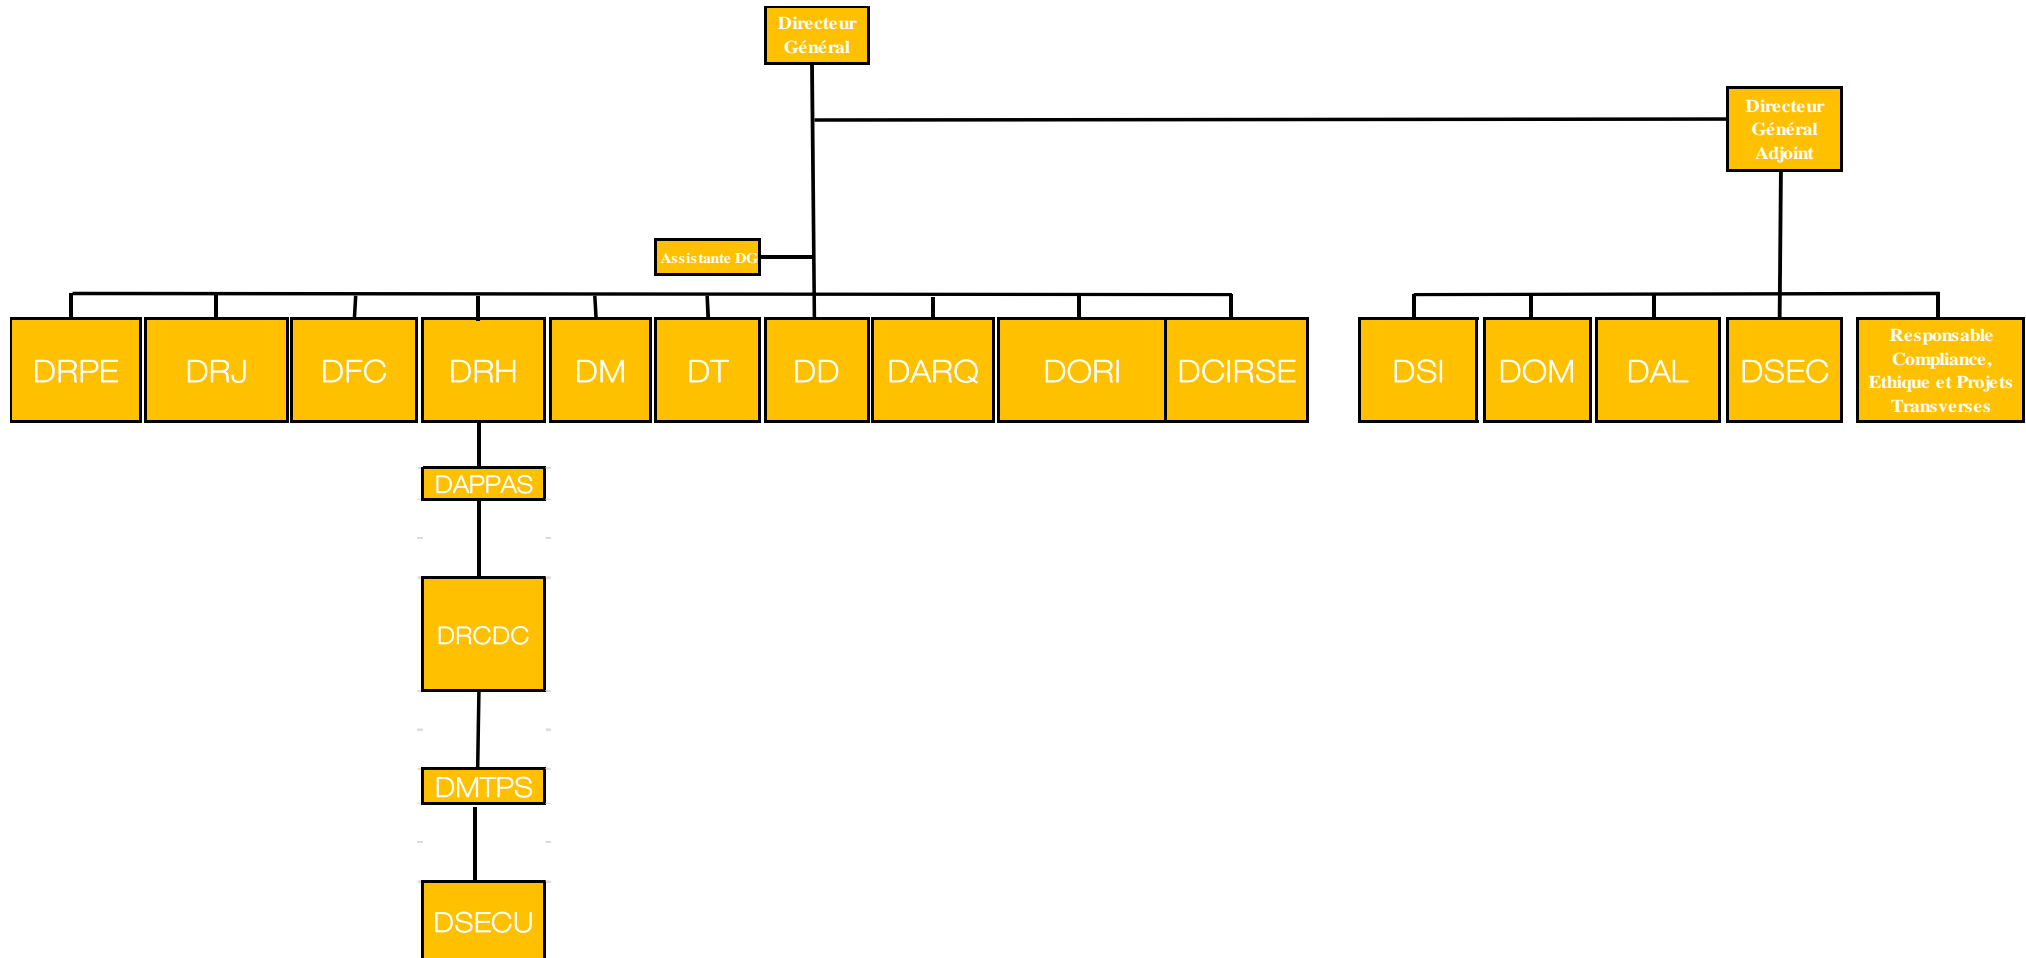 Directeur
Général
Directeur
Général
Adjoint
Assistante DG
DRPE
DRJ
DFC
DRH
DM
DT
DD
DARQ
DORI
DCIRSE
DSI
DOM
DAL
DSEC
Responsable
Compliance,
Ethique et Projets
Transverses
DAPPAS
DRCDC
DMTPS
DSECU